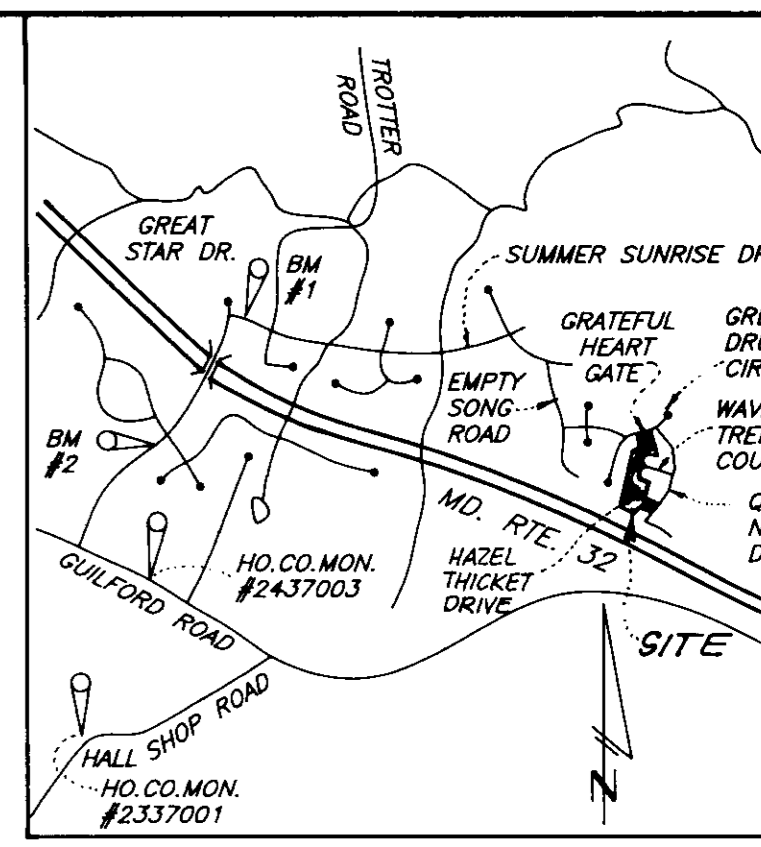 TROTTER
ROAD
GREAT
STAR DR.
BM
#1
SUMMER SUNRISE
GRATEFUL
HEART
GATE
EMPTY
SONG
ROAD
BM
#2
MD. RTE. 32
HAZEL
THICKET
DRIVE
HO.CO.MON.
#2437003
GUILFORD ROAD
SITE
HALL SHOP ROAD
HO.CO.MON.
#2337001
N